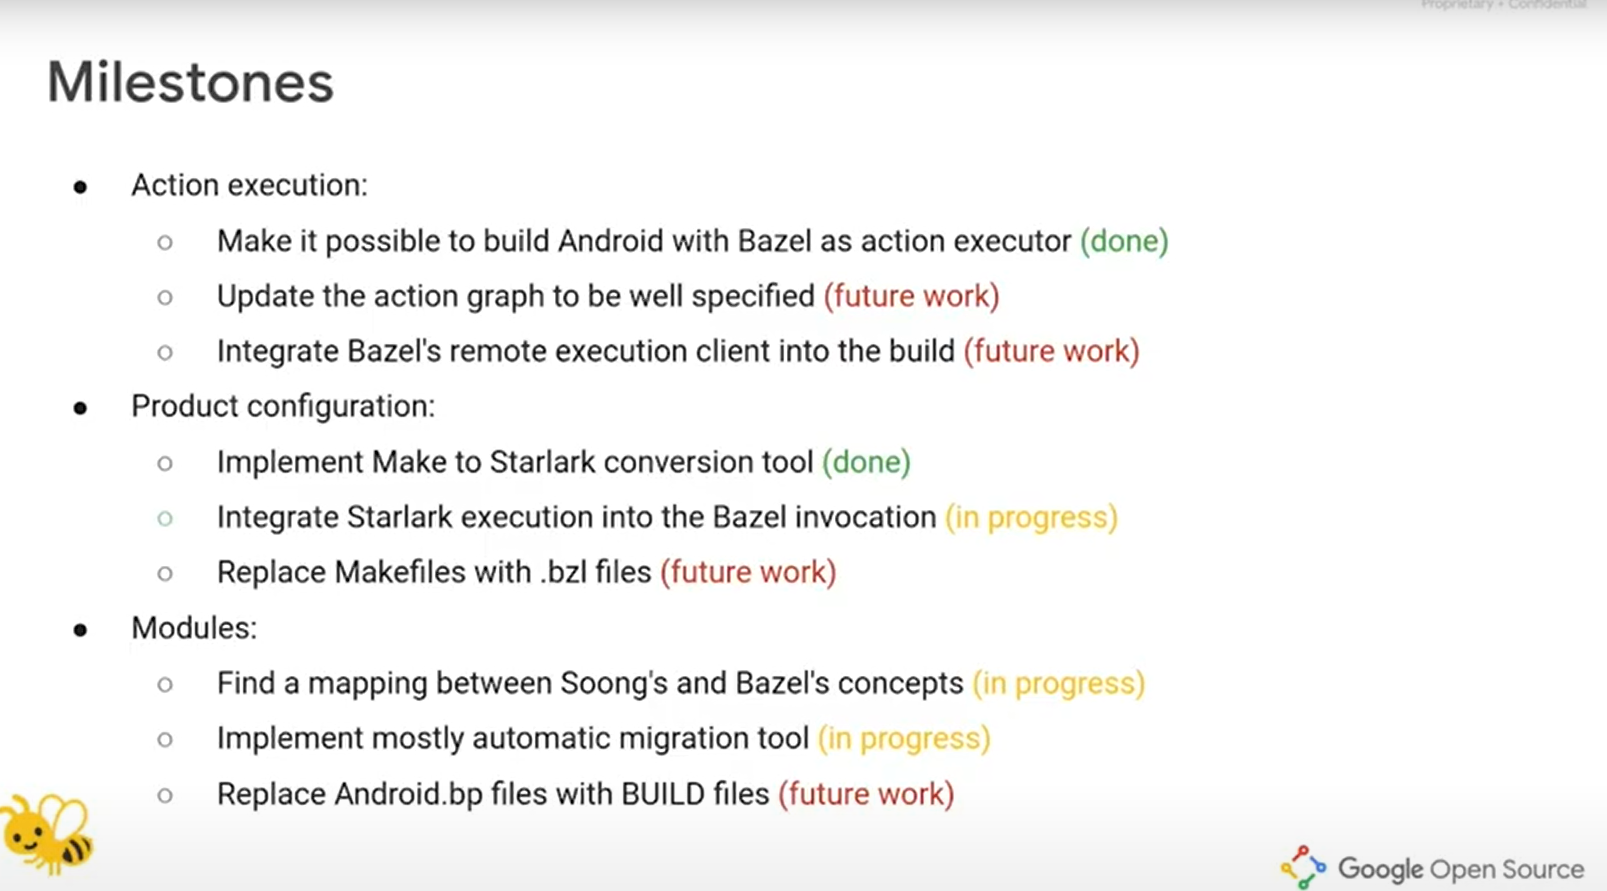 Proprietary • Confidential
Milestones
● Action execution:
○ Make it possible to build Android with Bazel as action executor (done)
○ Update the action graph to be well specified (future work)
○ Integrate Bazel's remote execution client into the build (future work)
● Product configuration:
○ Implement Make to Starlark conversion tool (done)
○ Integrate Starlark execution into the Bazel invocation (in progress)
○ Replace Makefiles with .bzl files (future work)
● Modules:
○ Find a mapping between Soong's and Bazel's concepts (in progress)
○ Implement mostly automatic migration tool (in progress)
○ Replace Android.bp files with BUILD files (future work)
Google Open Source